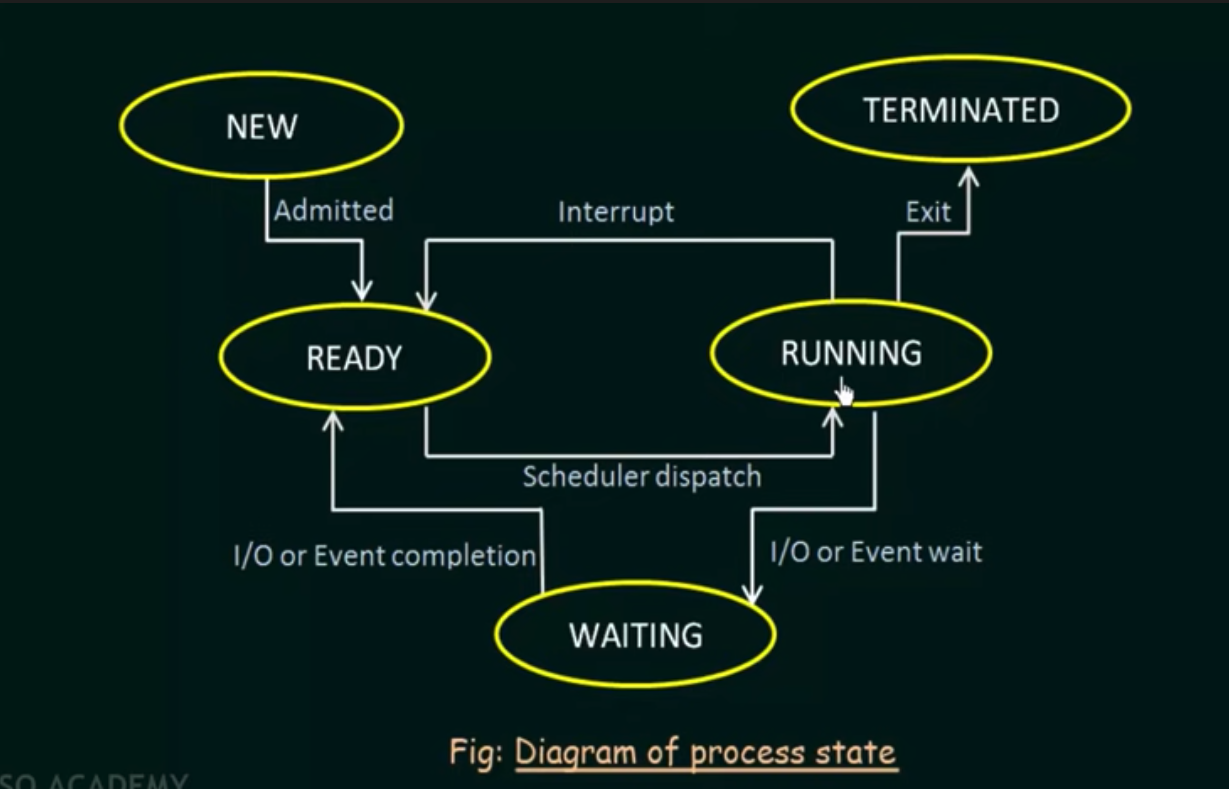 NEW
TERMINATED
Admitted
Interrupt
Exit
READY
RUNNING
Scheduler dispatch
I/O or Event completion
I/O or Event wait
WAITING
Fig: Diagram of process state
SO ACADEMY